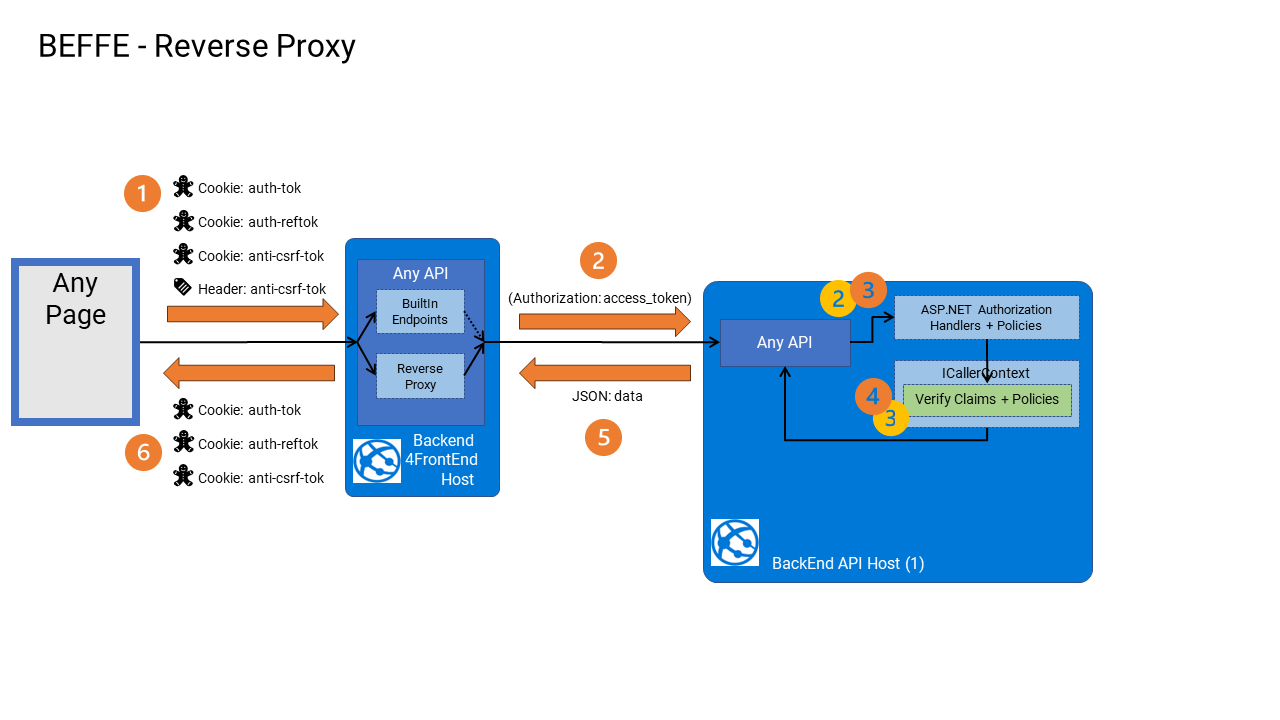 BEFFE - Reverse Proxy
1
Cookie: auth-tok
Cookie: auth-reftok
Cookie: anti-csrf-tok
Header: anti-csrf-tok
Any
Page
Cookie: auth-tok
6
Cookie: auth-reftok
Cookie: anti-csrf-tok
Any API
BuiltIn
Endpoints
Reverse
Proxy
Backend
4FrontEnd
Host
2
(Authorization: access_token)
JSON: data
5
2
3
Any API
ASP.NET Authorization
Handlers + Policies
ICallerContext
4
Verify Claims + Policies
3
BackEnd API Host (1)